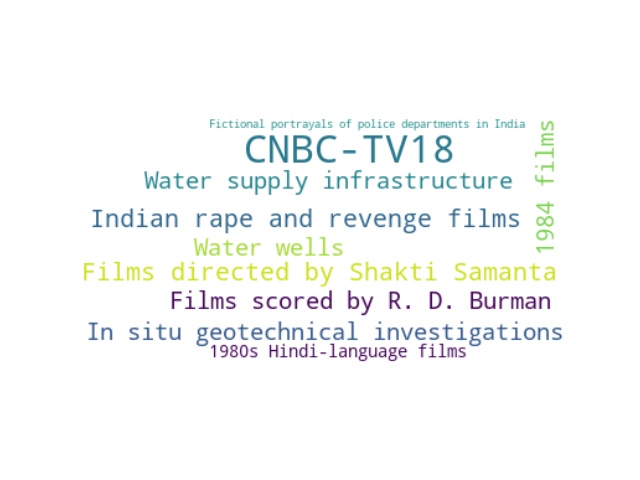 Fictional portrayals of police departments in India
CNBC-TV18
Water supply infrastructure
1984 films
Indian rape and revenge films
Water wells
Films directed by Shakti Samanta
Films scored by R. D. Burman
In situ geotechnical investigations
1980s Hindi-language films